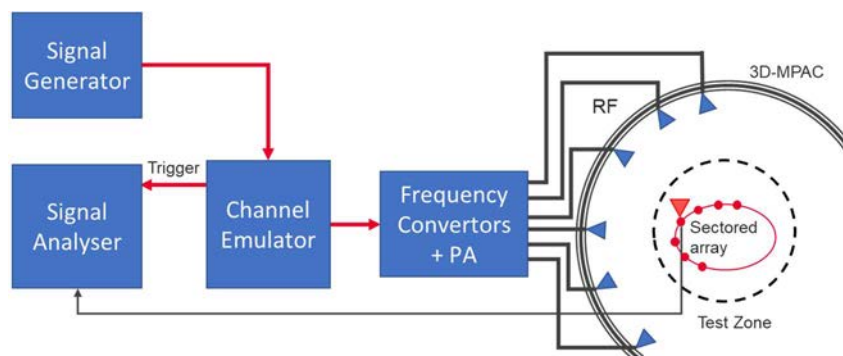 Signal
Generator
Trigger
Signal
Analyser
Channel
Emulator
Frequency
Convertors
+ PA
RF
3D-MPAC
Sectored
array
Test Zone